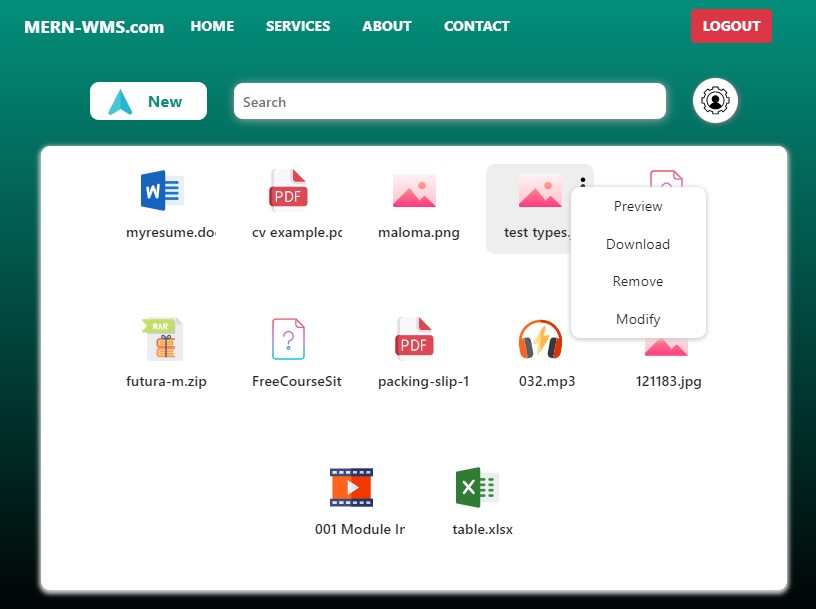 MERN-WMS.com HOME SERVICES ABOUT CONTACT LOGOUT
New Search
PDF
myresume.do cv example.pc maloma.png test types.
Preview
Download
Remove
Modify
RAR ? PDF
futura-m.zip FreeCourseSit packing-slip-1 032.mp3 121183.jpg
001 Module Ir table.xlsx